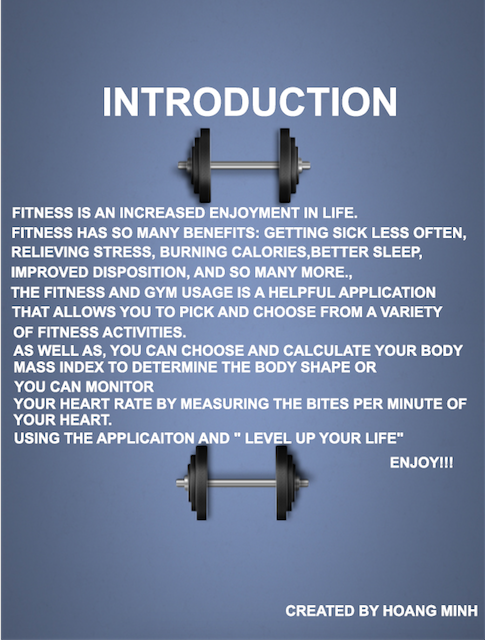 INTRODUCTION
FITNESS IS AN INCREASED ENJOYMENT IN LIFE.
FITNESS HAS SO MANY BENEFITS: GETTING SICK LESS OFTEN,
RELIEVING STRESS, BURNING CALORIES,BETTER SLEEP,
IMPROVED DISPOSITION, AND SO MANY MORE.,
THE FITNESS AND GYM USAGE IS A HELPFUL APPLICATION
THAT ALLOWS YOU TO PICK AND CHOOSE FROM A VARIETY
OF FITNESS ACTIVITIES.
AS WELL AS, YOU CAN CHOOSE AND CALCULATE YOUR BODY
MASS INDEX TO DETERMINE THE BODY SHAPE OR
YOU CAN MONITOR
YOUR HEART RATE BY MEASURING THE BITES PER MINUTE OF
YOUR HEART.
USING THE APPLICAITON AND " LEVEL UP YOUR LIFE"
ENJOY!!!
CREATED BY HOANG MINH